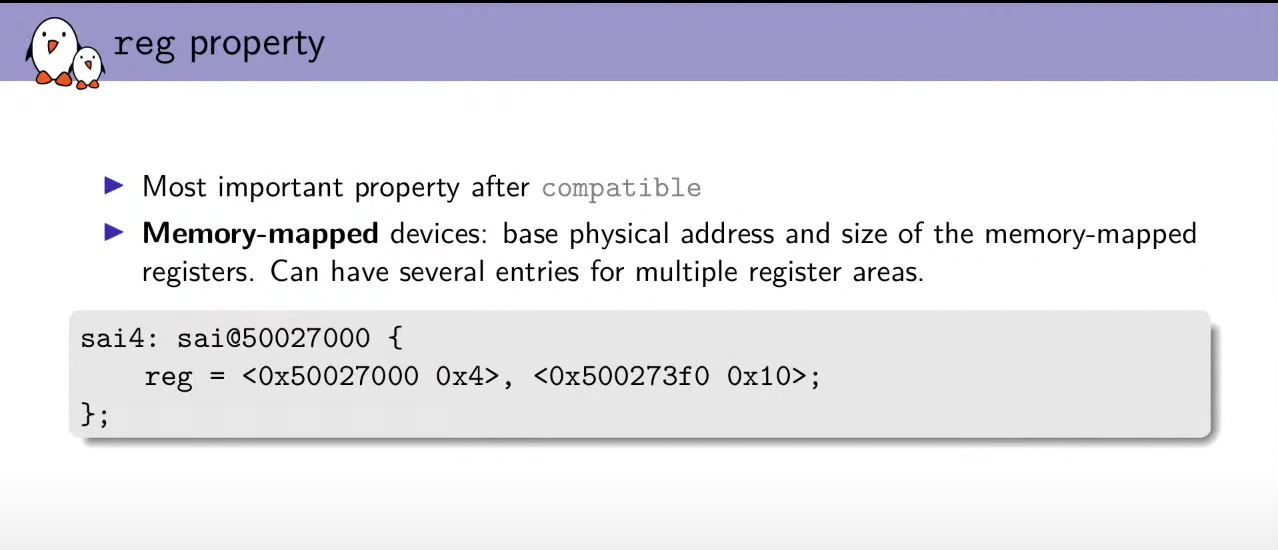 reg property
Most important property after compatible
Memory-mapped devices: base physical address and size of the memory-mapped
registers. Can have several entries for multiple register areas.
sai4: sai@50027000 {
    reg = <0x50027000 0x4>, <0x500273f0 0x10>;
};